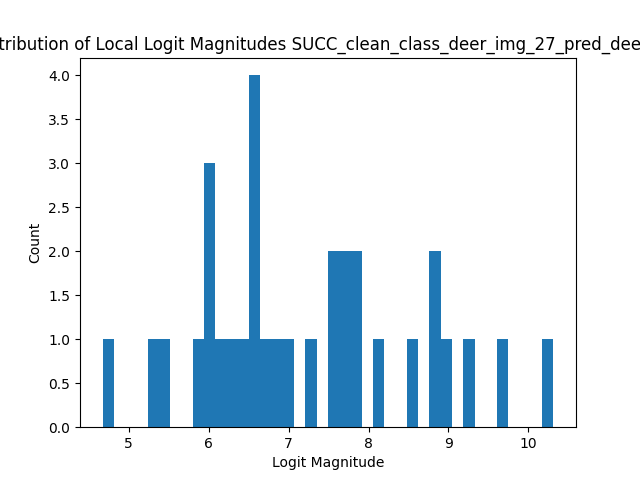 tribution of Local Logit Magnitudes SUCC_clean_class_deer_img_27_pred_dee
4.0
3.5
3.0
2.5
2.0
1.5
1.0
0.5
0.0
Count
5 6 7 8 9 10
Logit Magnitude